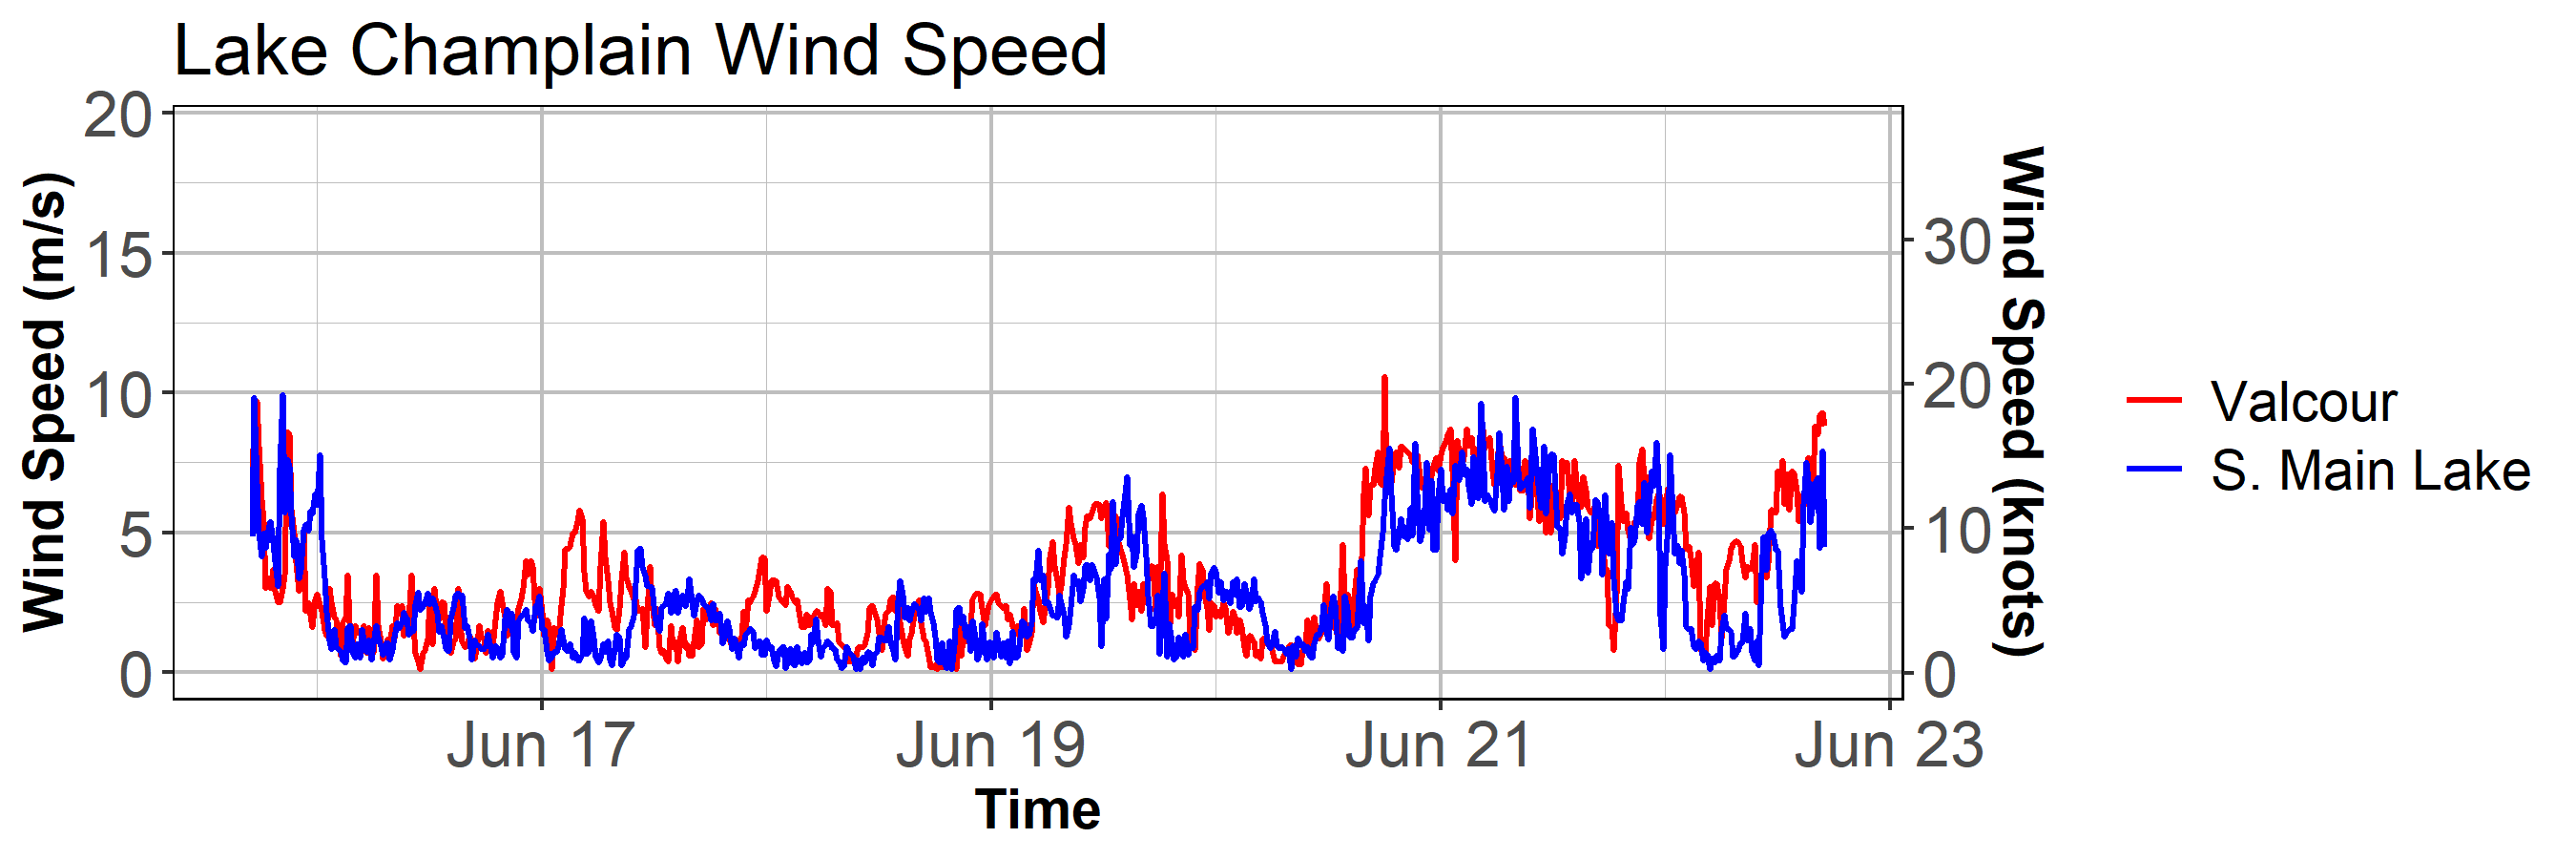 Lake Champlain Wind Speed
Wind Speed (m/s)
20
15
10
5
0
30
20
10
0
Wind Speed (knots)
Jun 17
Jun 19
Jun 21
Jun 23
Time
Valcour
S. Main Lake